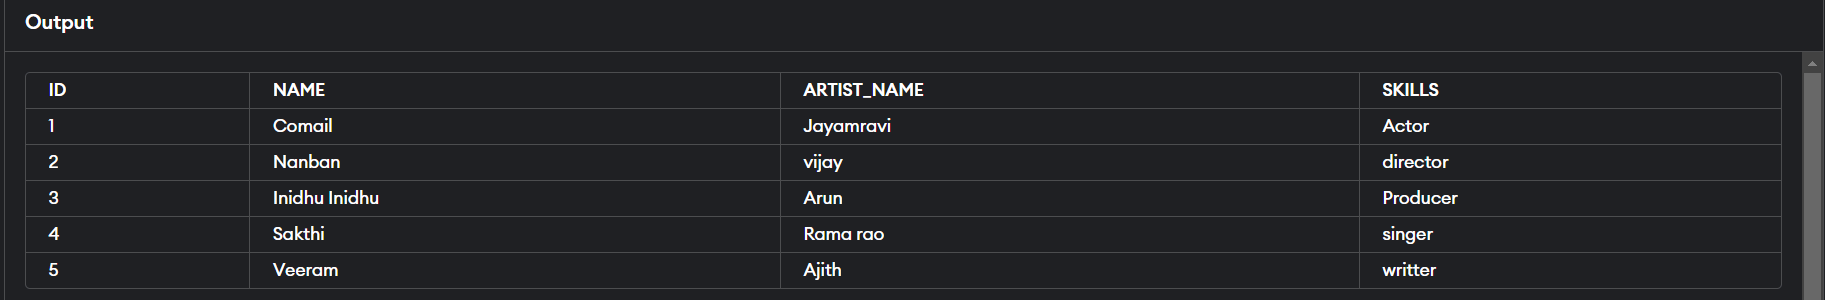 Output
ID NAME ARTIST_NAME SKILLS
1 Comail Jayamravi Actor
2 Nanban vijay director
3 Inidhu Inidhu Arun Producer
4 Sakthi Rama rao singer
5 Veeram Ajith writter